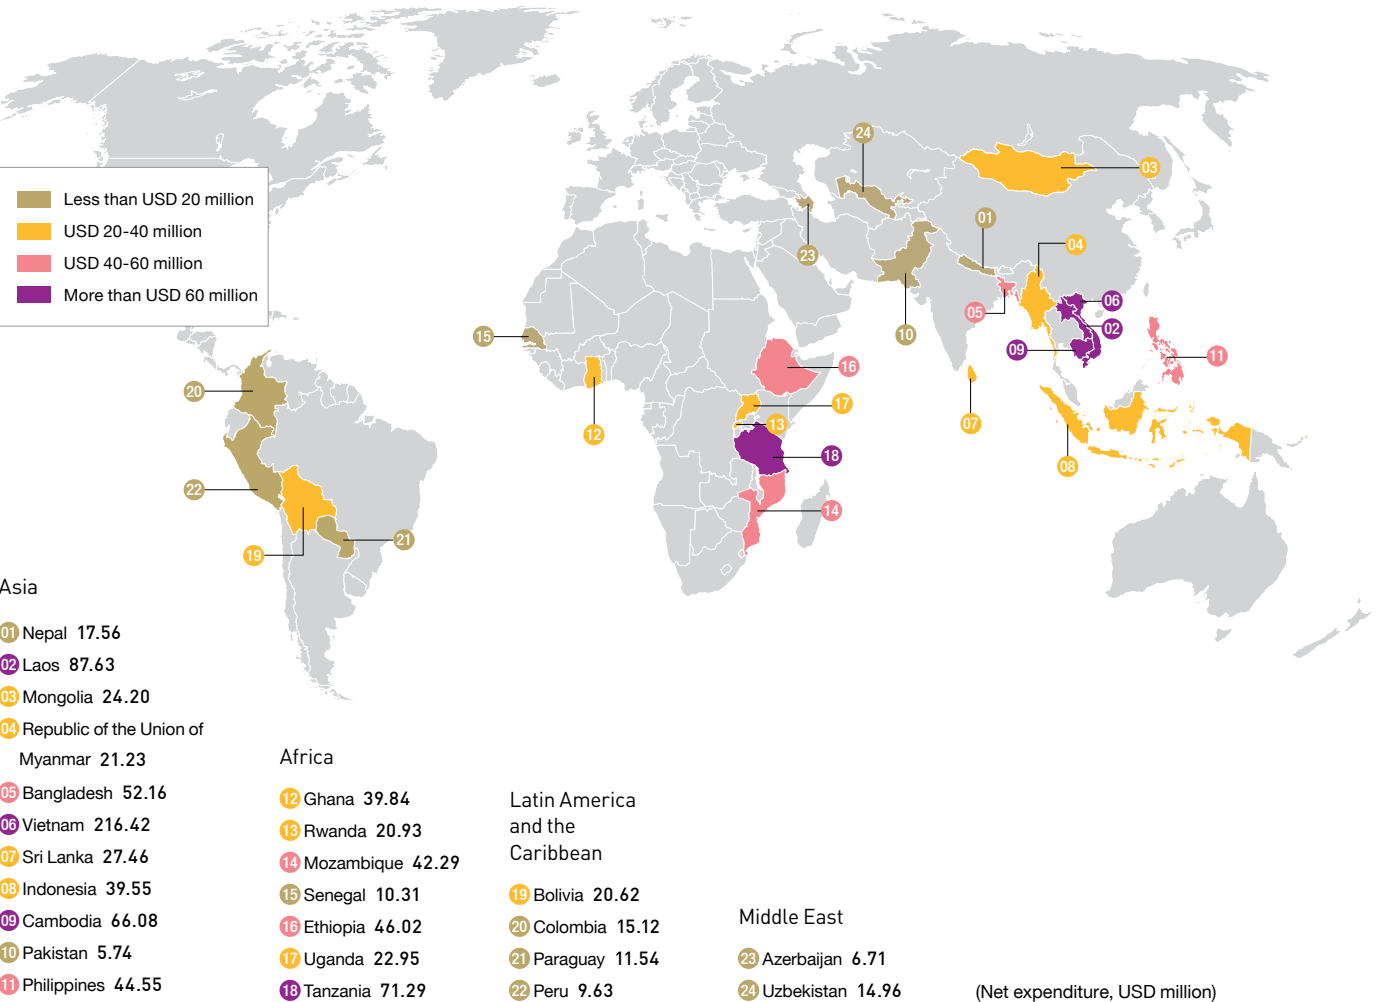 24
03
01
04
23
06
05
02
15
10
09
11
16
20
17
07
12
13
18
08
22
14
21
19
Less than USD 20 million
USD 20-40 million
USD 40-60 million
More than USD 60 million
Asia
01 Nepal 17.56
02 Laos 87.63
03 Mongolia 24.20
04 Republic of the Union of
Myanmar 21.23
05 Bangladesh 52.16
06 Vietnam 216.42
07 Sri Lanka 27.46
08 Indonesia 39.55
09 Cambodia 66.08
10 Pakistan 5.74
11 Philippines 44.55
Africa
12 Ghana 39.84
13 Rwanda 20.93
14 Mozambique 42.29
15 Senegal 10.31
16 Ethiopia 46.02
17 Uganda 22.95
18 Tanzania 71.29
Latin America
and the
Caribbean
19 Bolivia 20.62
20 Colombia 15.12
21 Paraguay 11.54
22 Peru 9.63
Middle East
23 Azerbaijan 6.71
24 Uzbekistan 14.96
(Net expenditure, USD million)